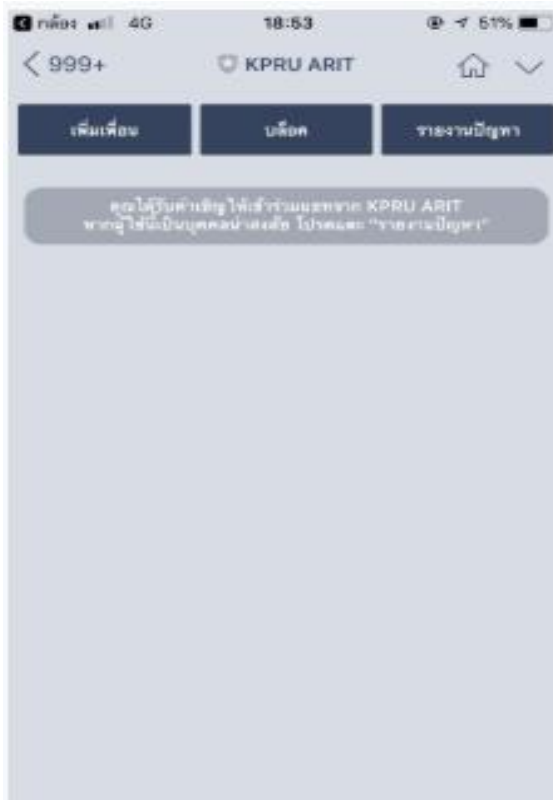 กล้อง 4G 18:53 51%
999+ KPRU ARIT
เพิ่มเพื่อน บล็อค รายงานปัญหา
คุณได้รับคำเชิญให้เข้าร่วมแชทจาก KPRU ARIT
หากผู้ใช้นี้เป็นบุคคลน่าสงสัย โปรดแตะ "รายงานปัญหา"